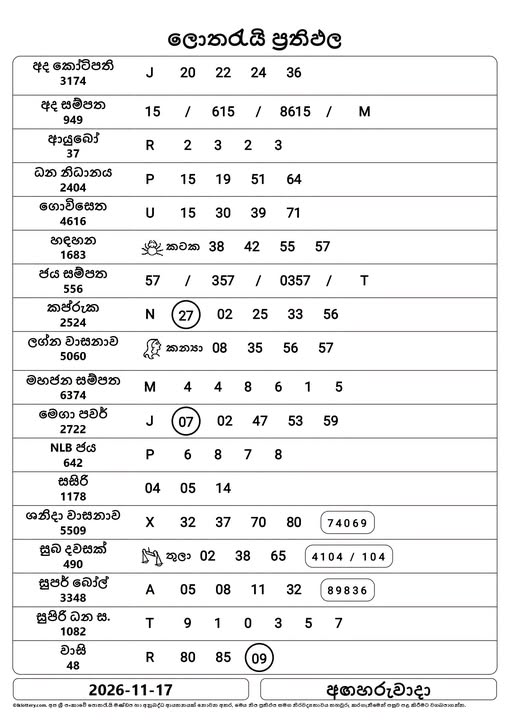 ලොතරැයි ප්‍රතිඵල
අද කෝටිපති
3174
J 20 22 24 36
අද සම්පත
949
15 / 615 / 8615 / M
ආයුබෝ
37
R 2 3 2 3
ධන නිධානය
2404
P 15 19 51 64
ගොවිසෙත
4616
U 15 30 39 71
හඳහන
1683
කටක 38 42 55 57
ජය සම්පත
556
57 / 357 / 0357 / T
කප්රුක
2524
N 27 02 25 33 56
ලග්න වාසනාව
5060
කන්‍යා 08 35 56 57
මහජන සම්පත
6374
M 4 4 8 6 1 5
මෙගා පවර්
2722
J 07 02 47 53 59
NLB ජය
642
P 6 8 7 8
සසිරි
1178
04 05 14
ශනිදා වාසනාව
5509
X 32 37 70 80 74069
සුබ දවසක්
490
තුලා 02 38 65 4104 / 104
සුපර් බෝල්
3348
A 05 08 11 32 89836
සුපිරි ධන ස.
1082
T 9 1 0 3 5 7
වාසි
48
R 80 85 09
2026-11-17 අඟහරුවාදා